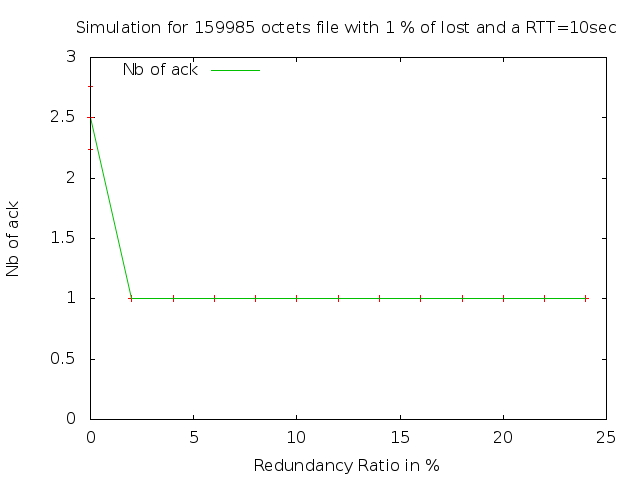 Simulation for 159985 octets file with 1 % of lost and a RTT=10sec
3
Nb of ack
2.5
2
1.5
Nb of ack
1
0.5
0
0 5 10 15 20 25
Redundancy Ratio in %